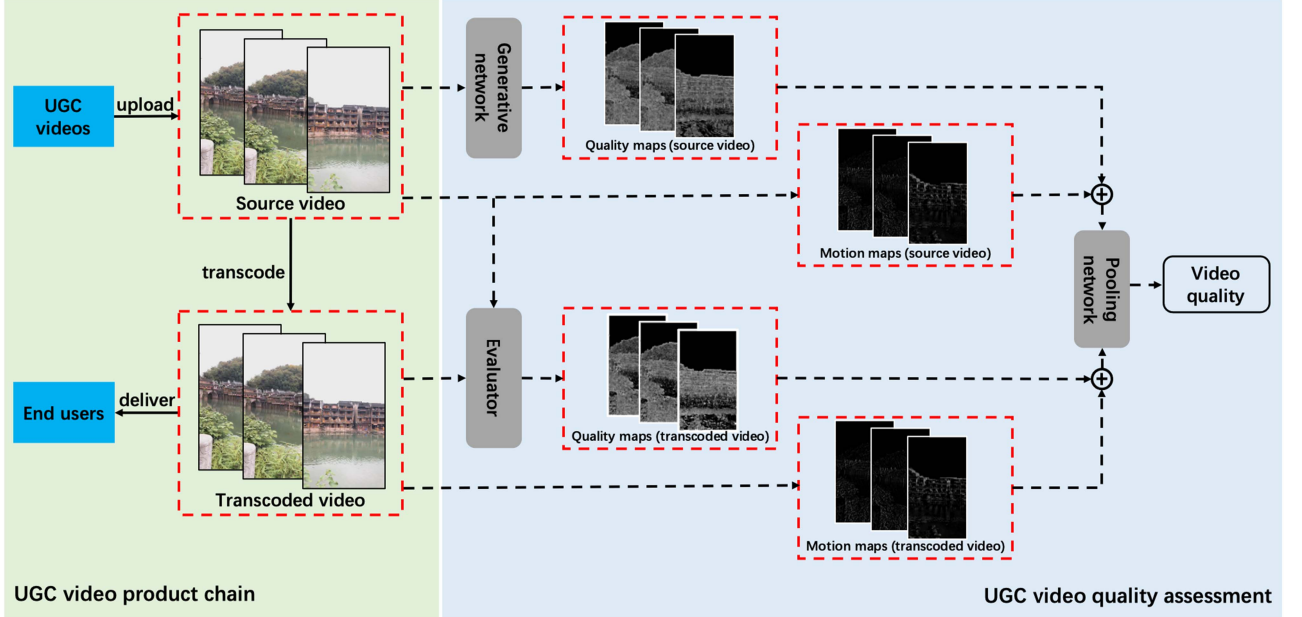 UGC
videos
upload
Source video
transcode
Transcoded video
deliver
End users
UGC video product chain
Generative
network
Quality maps (source video)
Motion maps (source video)
Evaluator
Quality maps (transcoded video)
Motion maps (transcoded video)
Pooling
network
Video
quality
UGC video quality assessment